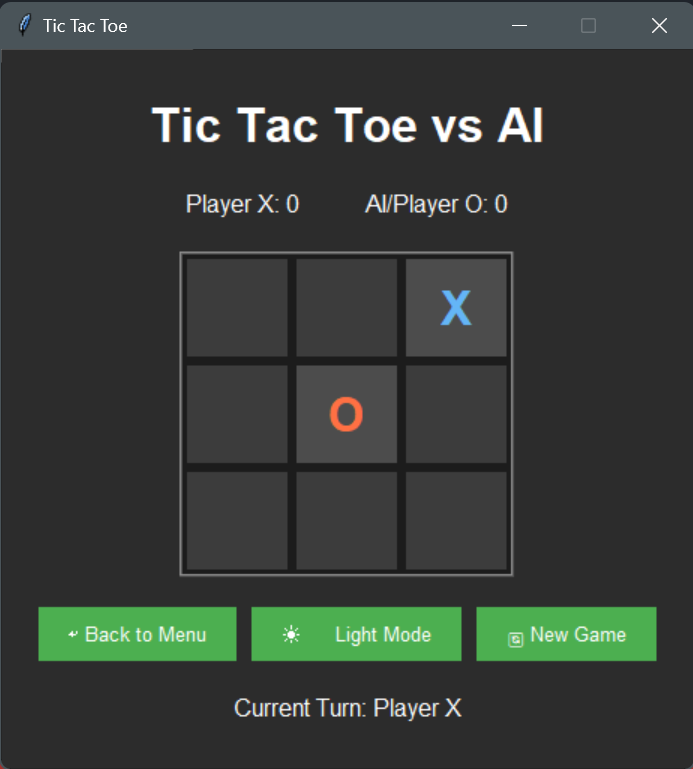 Tic Tac Toe
Tic Tac Toe vs AI
Player X: 0 AI/Player O: 0
X
O
Back to Menu Light Mode New Game
Current Turn: Player X